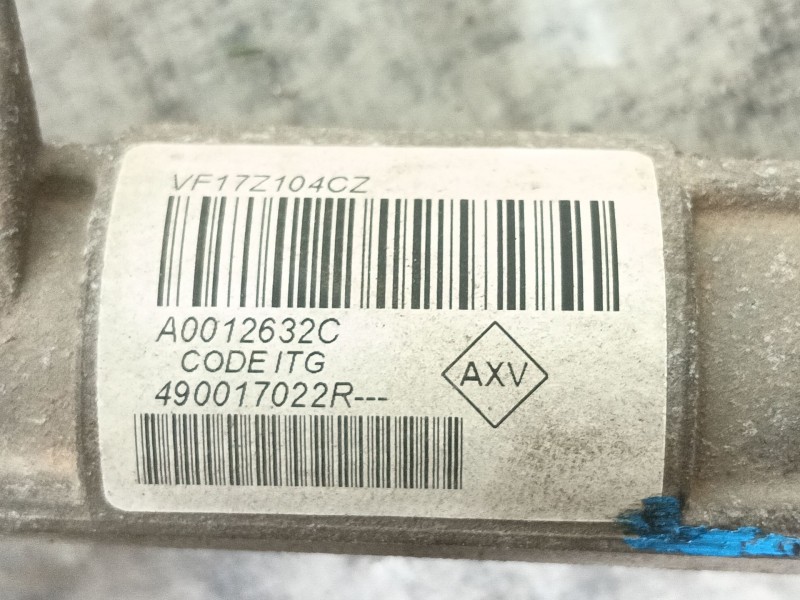 VF17Z104CZ
A0012632C
CODE ITG
490017022R---
AXV